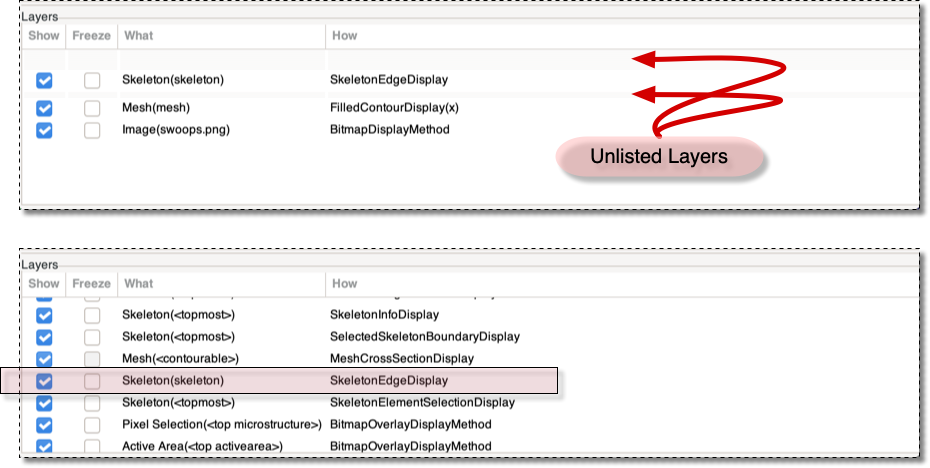 Layers
Show Freeze What How
Skeleton(skeleton) SkeletonEdgeDisplay
Mesh(mesh) FilledContourDisplay(x)
Image(swoops.png) BitmapDisplayMethod
Unlisted Layers
Layers
Show Freeze What How
Skeleton(<topmost>) SkeletonInfoDisplay
Skeleton(<topmost>) SelectedSkeletonBoundaryDisplay
Mesh(<contourable>) MeshCrossSectionDisplay
Skeleton(skeleton) SkeletonEdgeDisplay
Skeleton(<topmost>) SkeletonElementSelectionDisplay
Pixel Selection(<top microstructure>) BitmapOverlayDisplayMethod
Active Area(<top activearea>) BitmapOverlayDisplayMethod